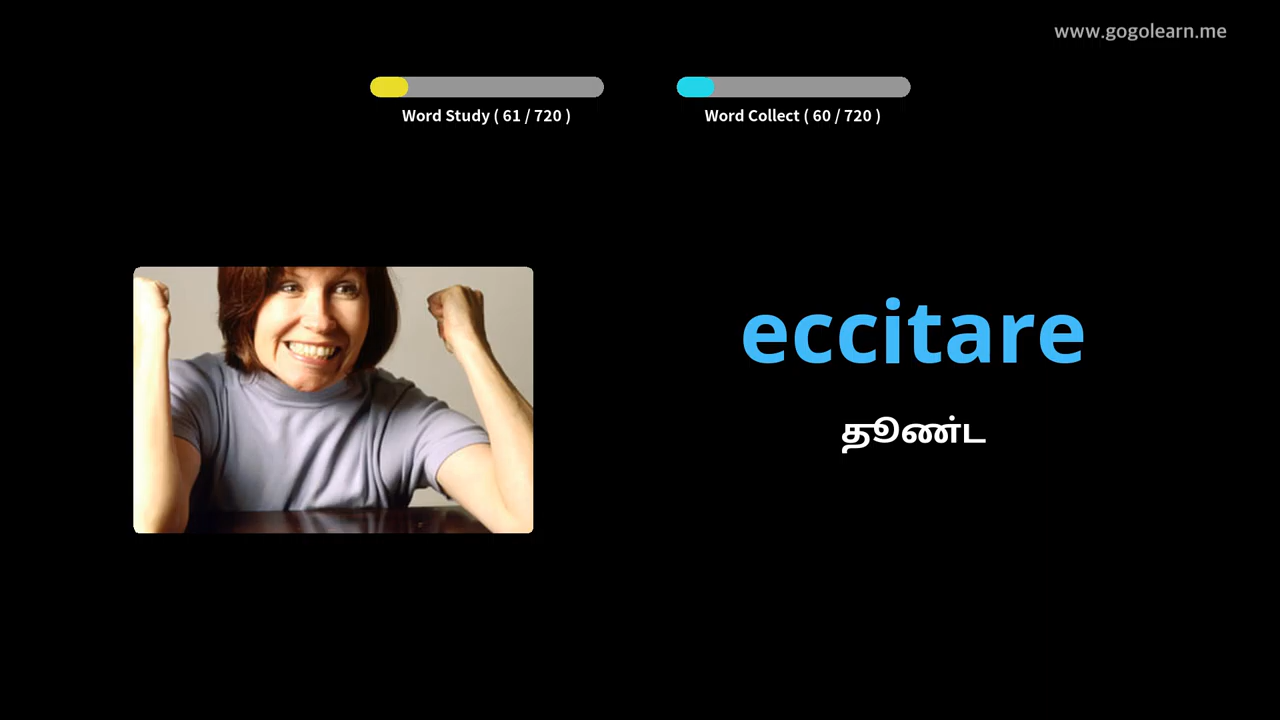 www.gogolearn.me
Word Study ( 61 / 720 )
Word Collect ( 60 / 720 )
eccitare
தூண்ட